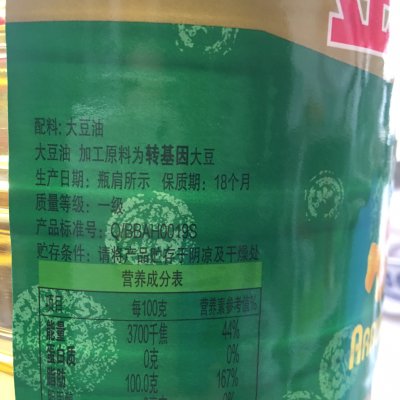 配料: 大豆油
大豆油 加工原料为转基因大豆
生产日期: 瓶肩所示 保质期: 18个月
质量等级: 一级
产品标准号: Q/BBAH0019S
贮存条件: 请将产品贮存于阴凉及干燥处
营养成分表
项目 每100克 营养素参考值%
能量 3700千焦 44%
蛋白质 0克 0%
脂肪 100.0克 167%